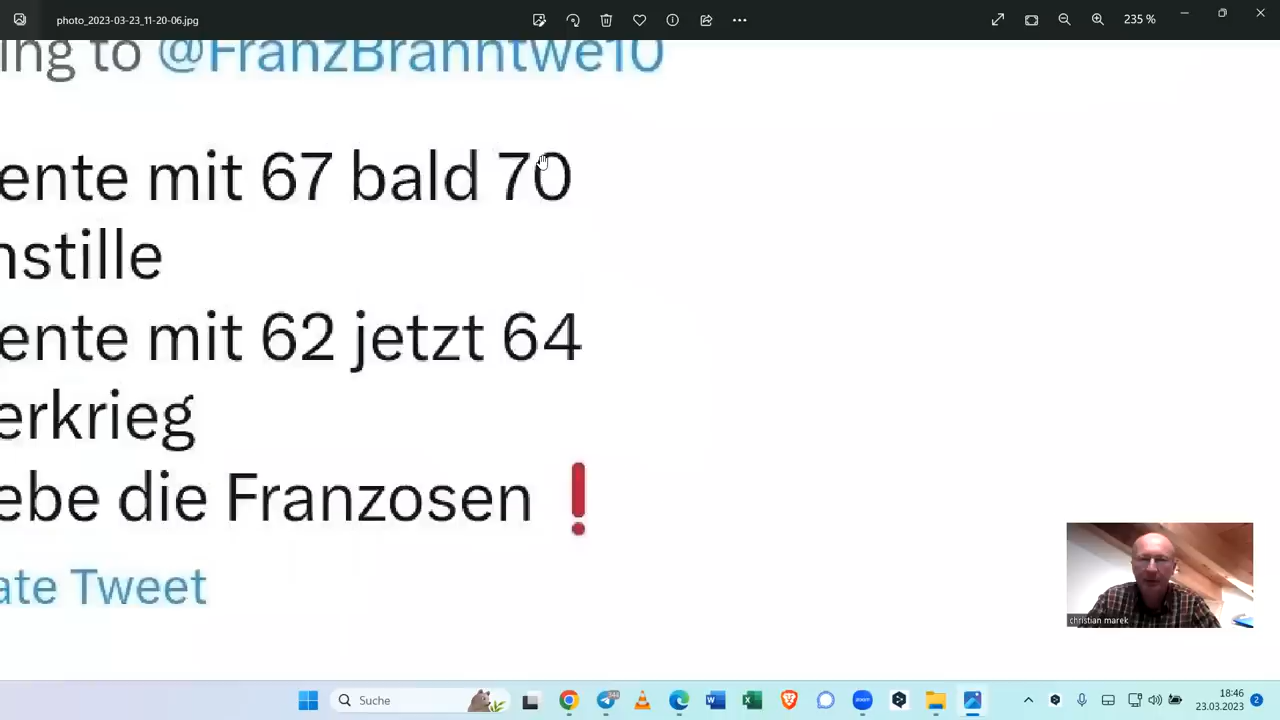 photo_2023-03-23_11-20-06.jpg
235 %
ing to @FranzBranntwe10
ente mit 67 bald 70
nstille
ente mit 62 jetzt 64
erkrieg
ebe die Franzosen ❗
ate Tweet
christian marek
Suche
18:46
23.03.2023
2